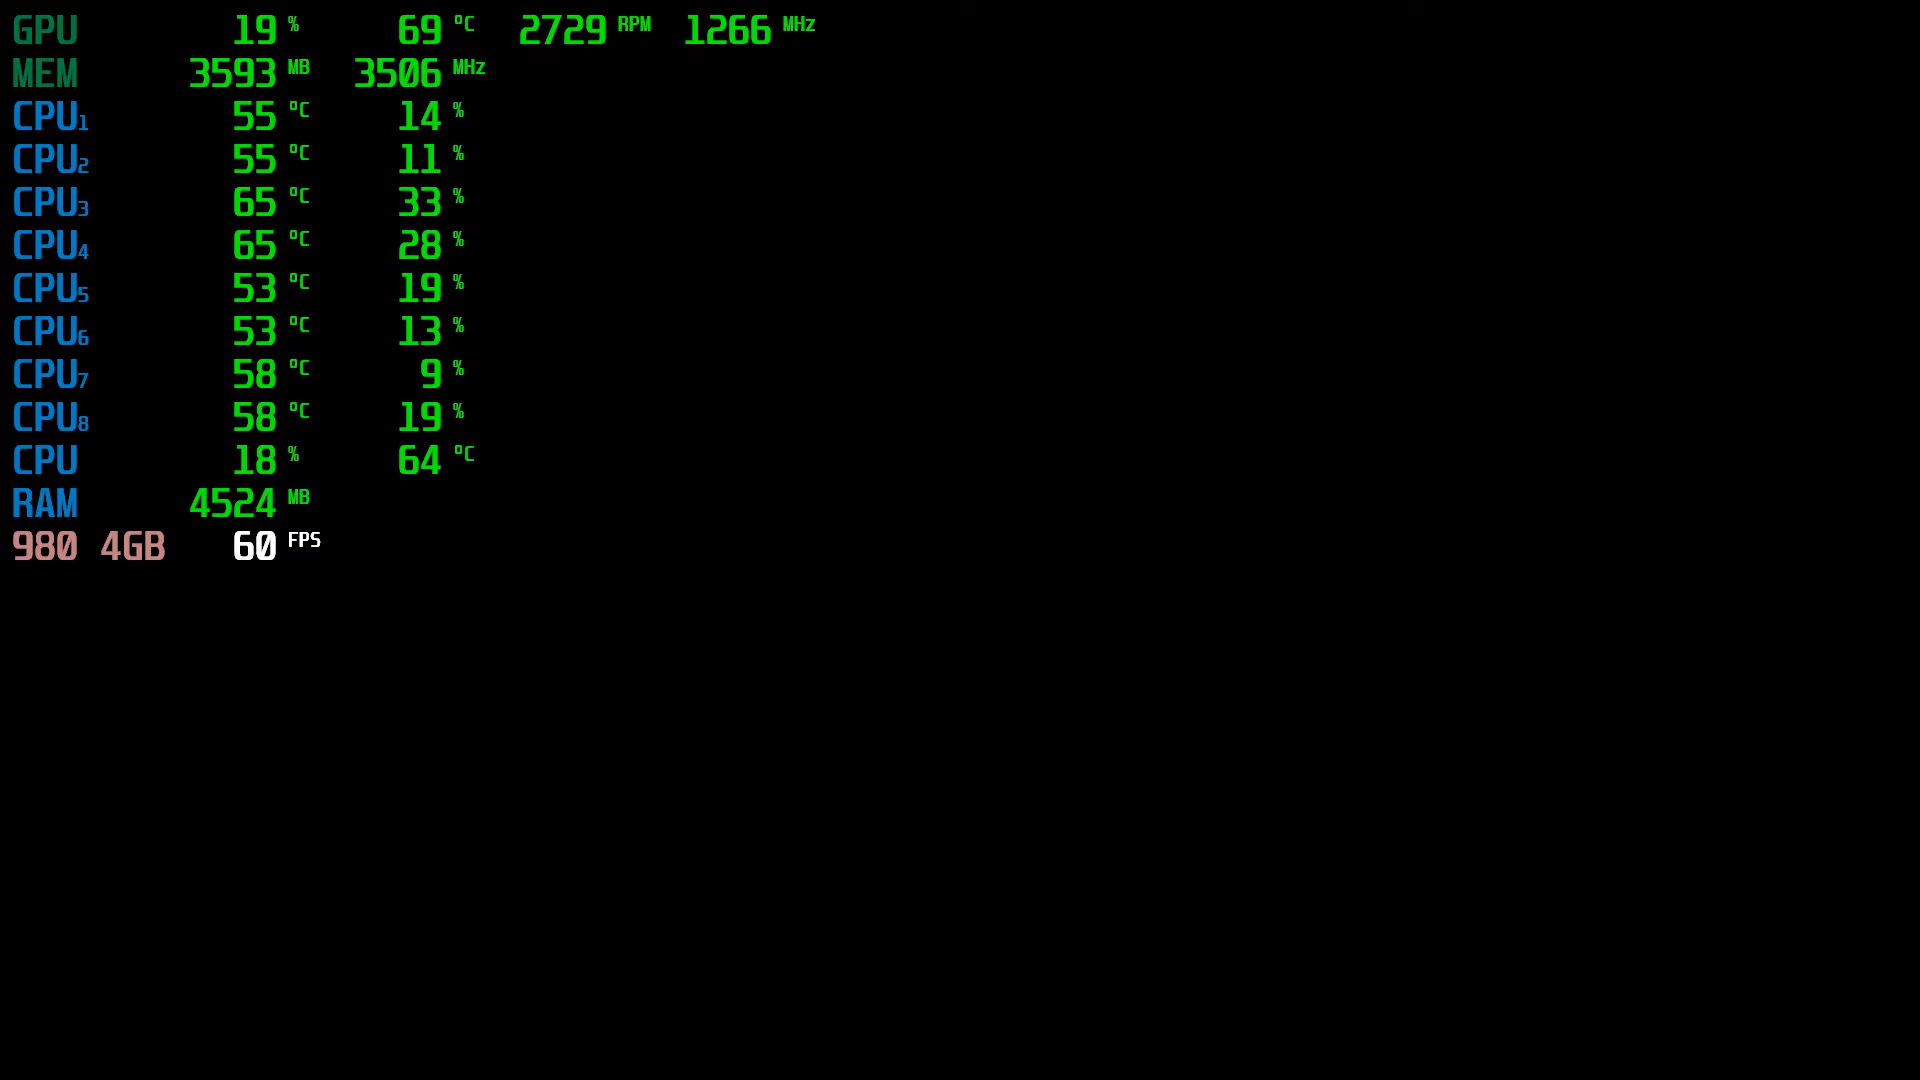 GPU 19 % 69 °C 2729 RPM 1266 MHz
MEM 3593 MB 3506 MHz
CPU1 55 °C 14 %
CPU2 55 °C 11 %
CPU3 65 °C 33 %
CPU4 65 °C 28 %
CPU5 53 °C 19 %
CPU6 53 °C 13 %
CPU7 58 °C 9 %
CPU8 58 °C 19 %
CPU 18 % 64 °C
RAM 4524 MB
980 4GB 60 FPS